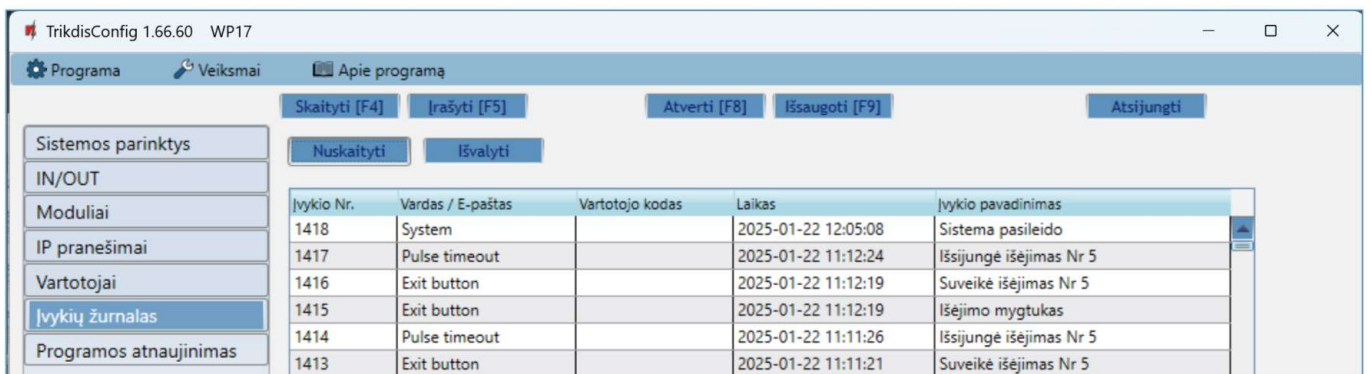 TrikdisConfig 1.66.60 WP17
Programa Veiksmai Apie programą
Skaityti [F4] Įrašyti [F5] Atverti [F8] Išsaugoti [F9] Atsijungti
Nuskaityti Išvalyti
Sistemos parinktys
IN/OUT
Moduliai
IP pranešimai
Vartotojai
Įvykių žurnalas
Programos atnaujinimas
Įvykio Nr. Vardas / E-paštas Vartotojo kodas Laikas Įvykio pavadinimas
1418 System 2025-01-22 12:05:08 Sistema pasileido
1417 Pulse timeout 2025-01-22 11:12:24 Išsijungė išėjimas Nr 5
1416 Exit button 2025-01-22 11:12:19 Suveikė išėjimas Nr 5
1415 Exit button 2025-01-22 11:12:19 Išėjimo mygtukas
1414 Pulse timeout 2025-01-22 11:11:26 Išsijungė išėjimas Nr 5
1413 Exit button 2025-01-22 11:11:21 Suveikė išėjimas Nr 5